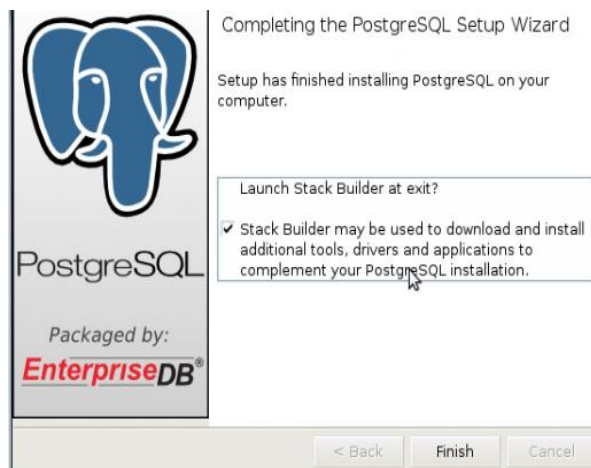 Completing the PostgreSQL Setup Wizard
Setup has finished installing PostgreSQL on your
computer.
Launch Stack Builder at exit?
Stack Builder may be used to download and install
additional tools, drivers and applications to
complement your PostgreSQL installation.
PostgreSQL
Packaged by:
EnterpriseDB®
< Back
Finish
Cancel